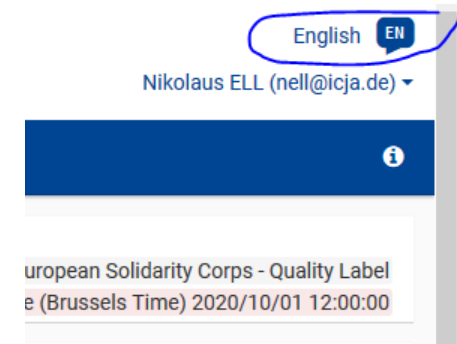 English EN
Nikolaus ELL (nell@icja.de)
uropean Solidarity Corps - Quality Label
e (Brussels Time) 2020/10/01 12:00:00